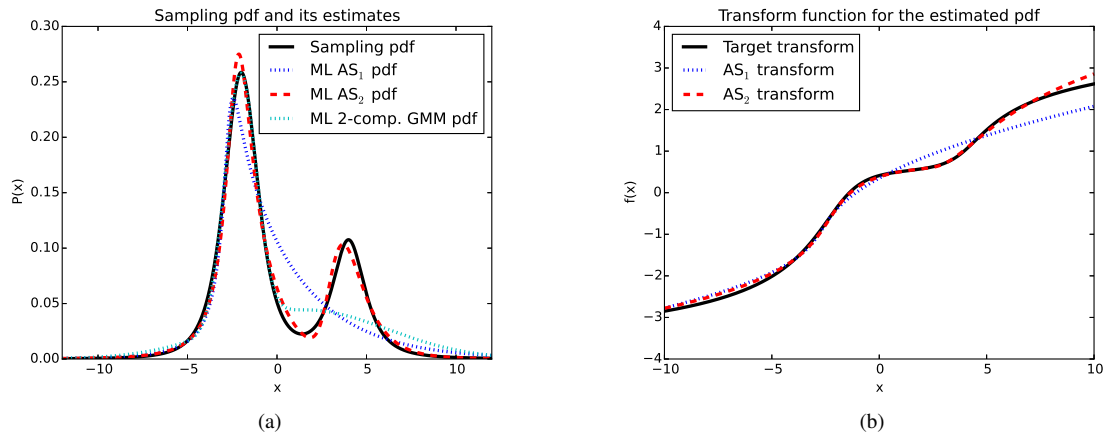 Sampling pdf and its estimates
0.30
0.25
0.20
0.15
0.10
0.05
0.00
P(x)
Sampling pdf
ML AS₁ pdf
ML AS₂ pdf
ML 2-comp. GMM pdf
−10
−5
0
5
10
x
(a)
Transform function for the estimated pdf
4
3
2
1
0
−1
−2
−3
−4
f(x)
Target transform
AS₁ transform
AS₂ transform
−10
−5
0
5
10
x
(b)